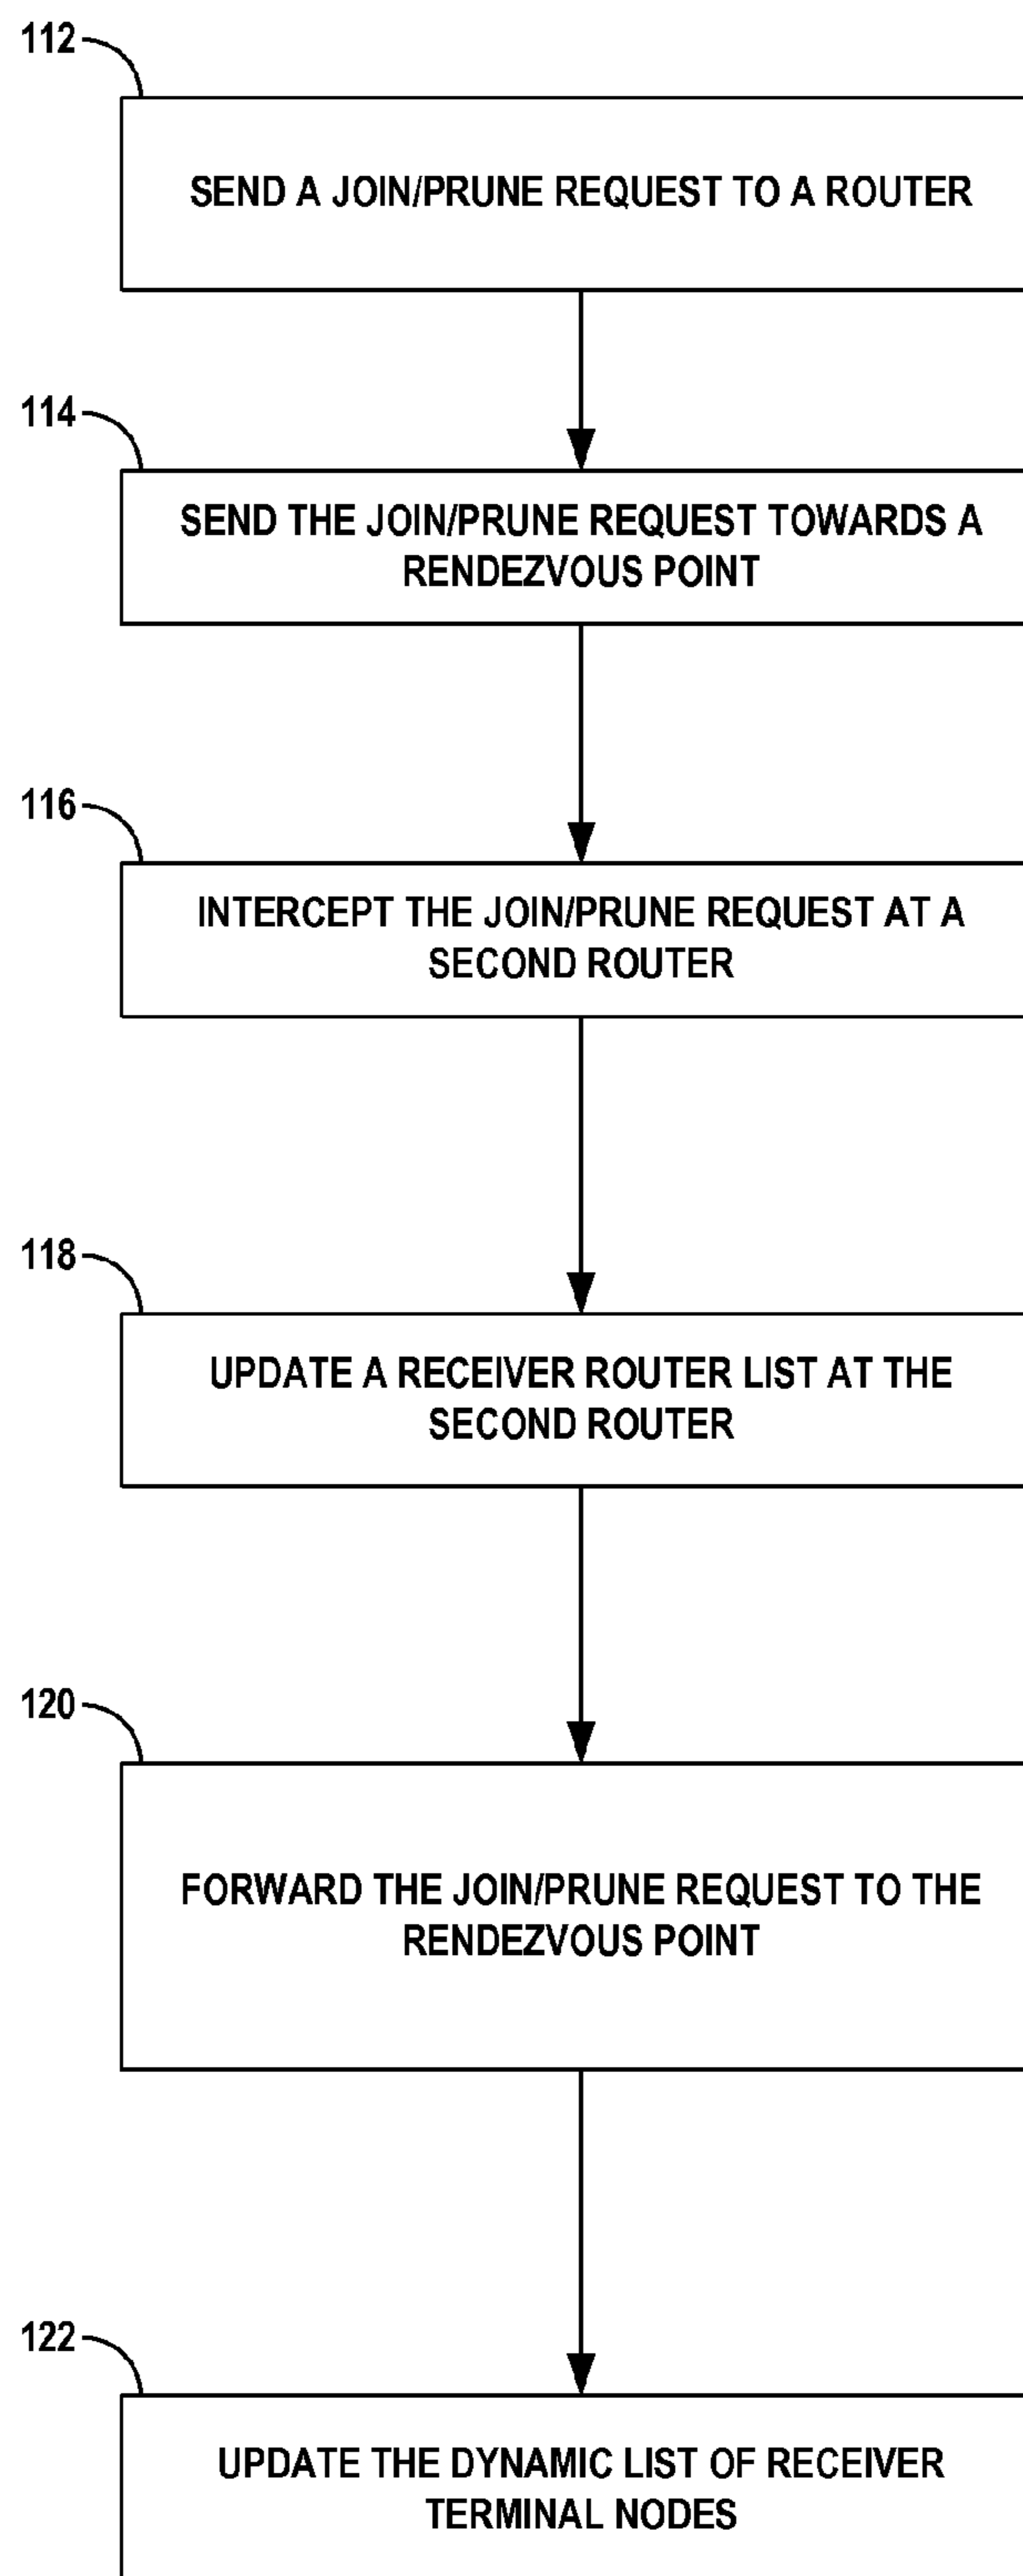 112
SEND A JOIN/PRUNE REQUEST TO A ROUTER
114
SEND THE JOIN/PRUNE REQUEST TOWARDS A
RENDEZVOUS POINT
116
INTERCEPT THE JOIN/PRUNE REQUEST AT A
SECOND ROUTER
118
UPDATE A RECEIVER ROUTER LIST AT THE
SECOND ROUTER
120
FORWARD THE JOIN/PRUNE REQUEST TO THE
RENDEZVOUS POINT
122
UPDATE THE DYNAMIC LIST OF RECEIVER
TERMINAL NODES